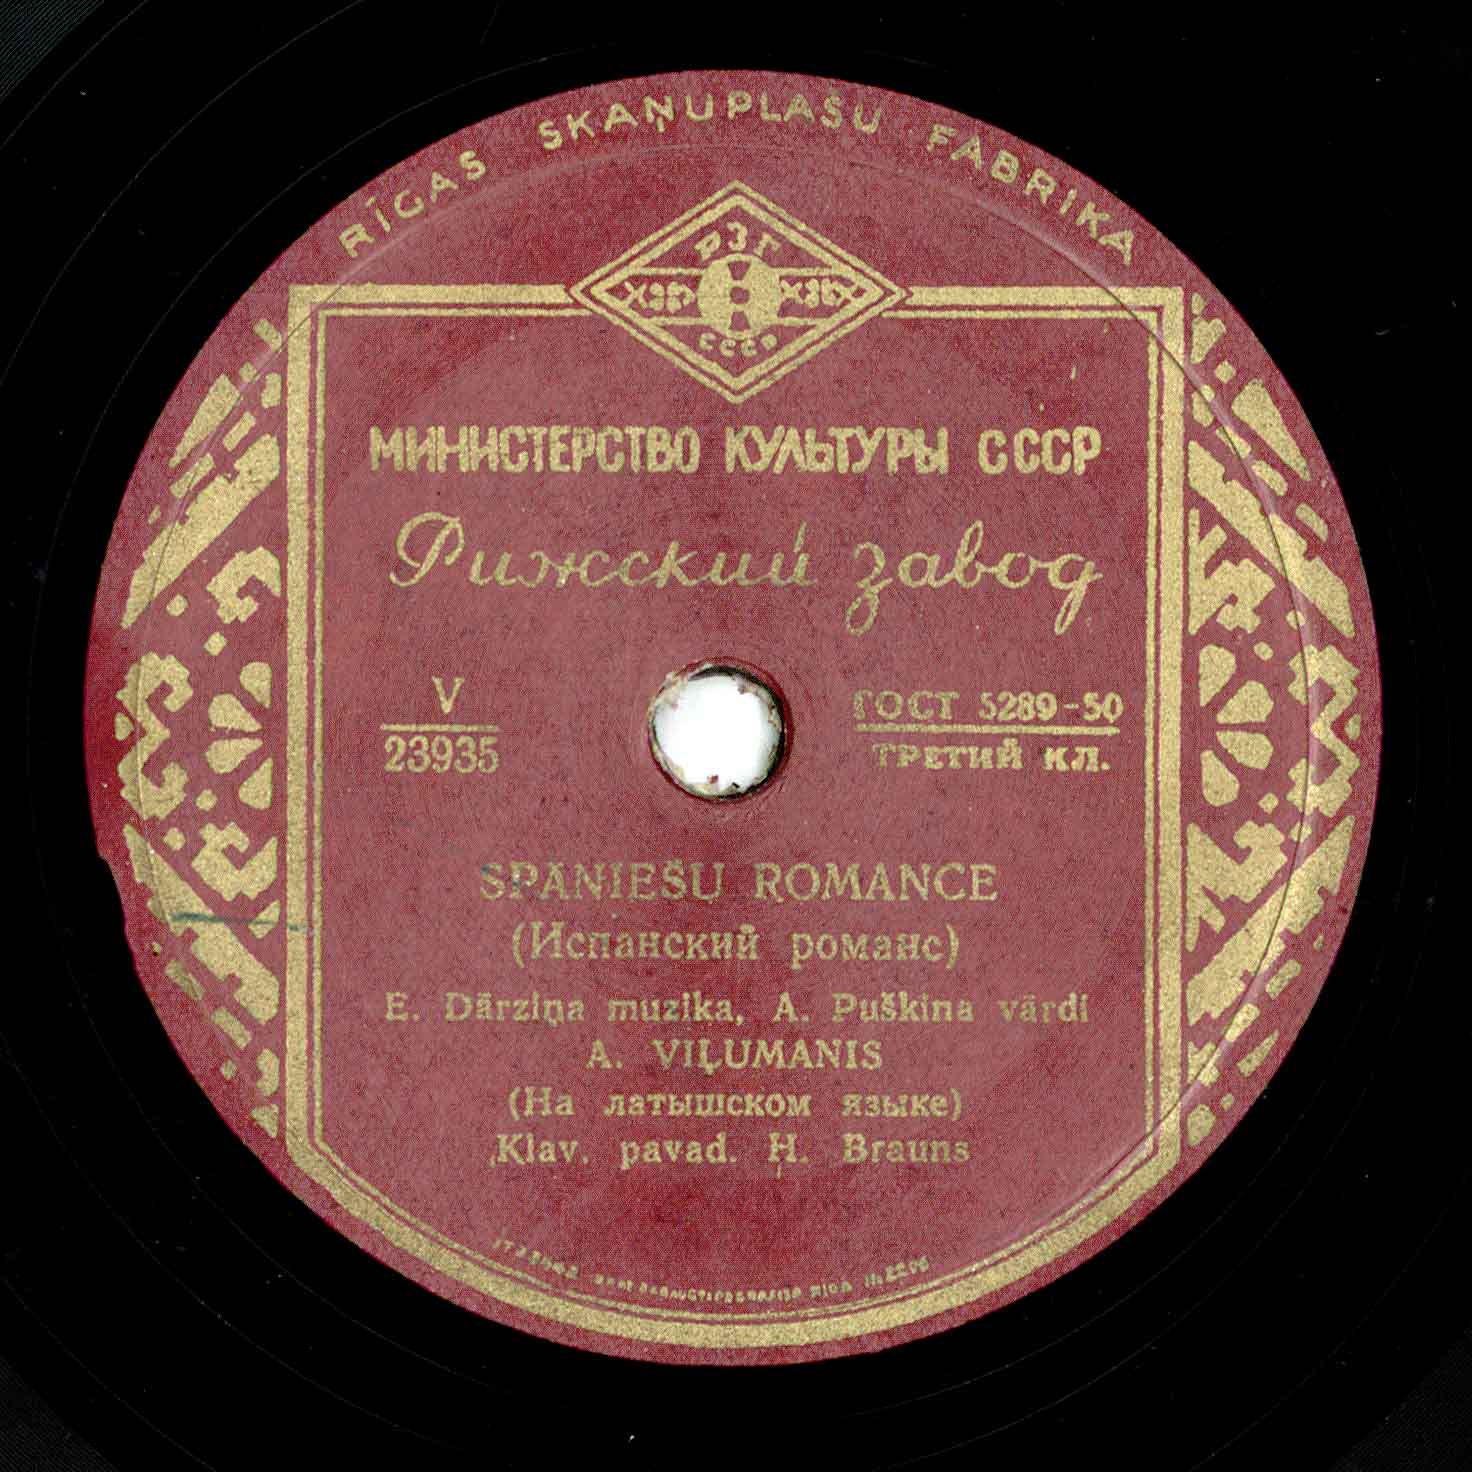 RĪGAS SKAŅUPLAŠU FABRIKA
РЗГ
СССР
МИНИСТЕРСТВО КУЛЬТУРЫ СССР
Рижский завод
V
23935
ГОСТ 5289-50
ТРЕТИЙ КЛ.
SPĀNIEŠU ROMANCE
(Испанский романс)
E. Dārziņa muzika, A. Puškina vārdi
A. VIĻUMANIS
(На латышском языке)
Klav. pavad. Ḩ. Brauns